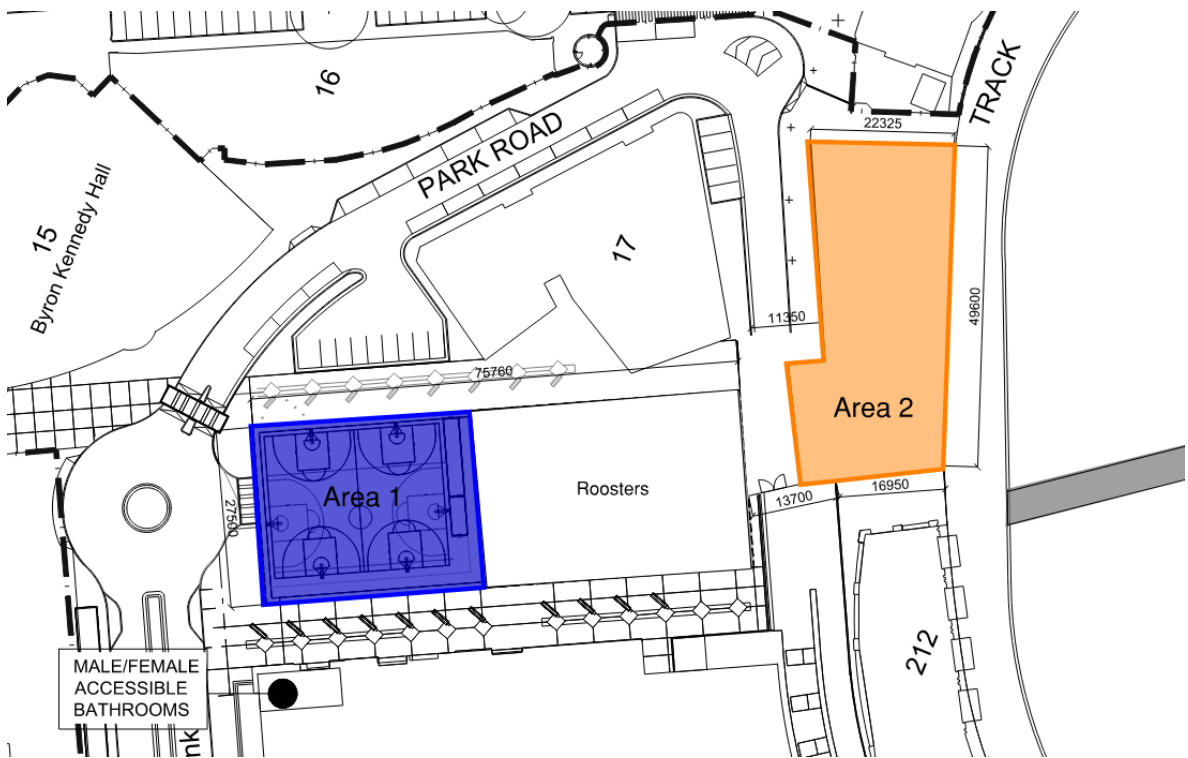 16
PARK ROAD
TRACK
22325
15
Byron Kennedy Hall
17
11350
49600
75760
Area 2
Area 1
Roosters
27500
13700
16950
212
MALE/FEMALE
ACCESSIBLE
BATHROOMS
nk